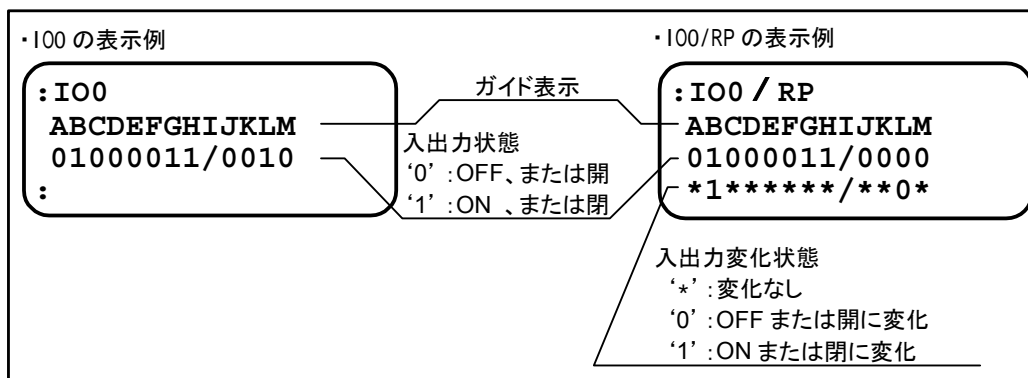 ・IO0 の表示例
:IO0
ABCDEFGHIJKLM
01000011/0010
:
ガイド表示
入出力状態
‘0’:OFF、または開
‘1’:ON 、または閉
・IO0/RP の表示例
:IO0/RP
ABCDEFGHIJKLM
01000011/0000
*1******/**0*
入出力変化状態
‘*’:変化なし
‘0’:OFF または開に変化
‘1’:ON または閉に変化